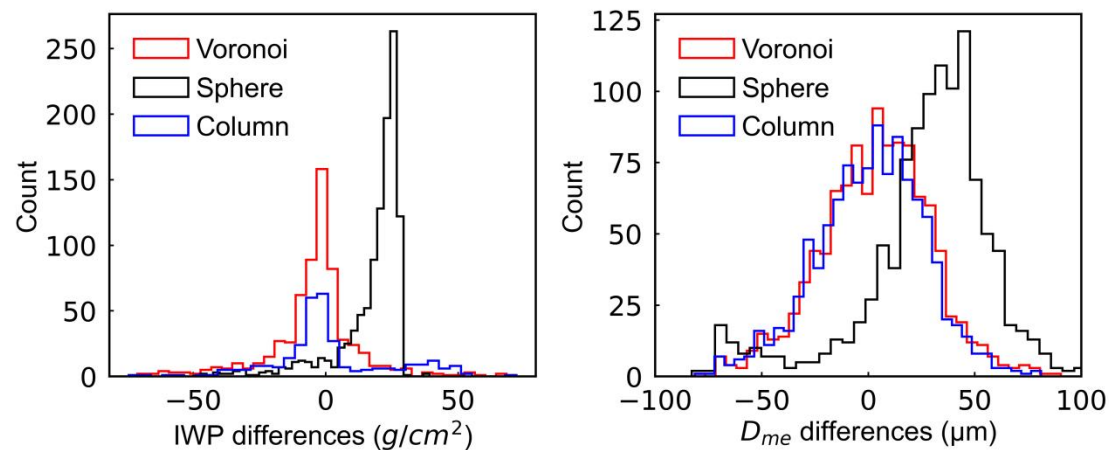 250
200
150
100
50
0
Count
Voronoi
Sphere
Column
−50
0
50
IWP differences (g/cm²)
125
100
75
50
25
0
Count
Voronoi
Sphere
Column
−100
−50
0
50
100
D_me differences (μm)